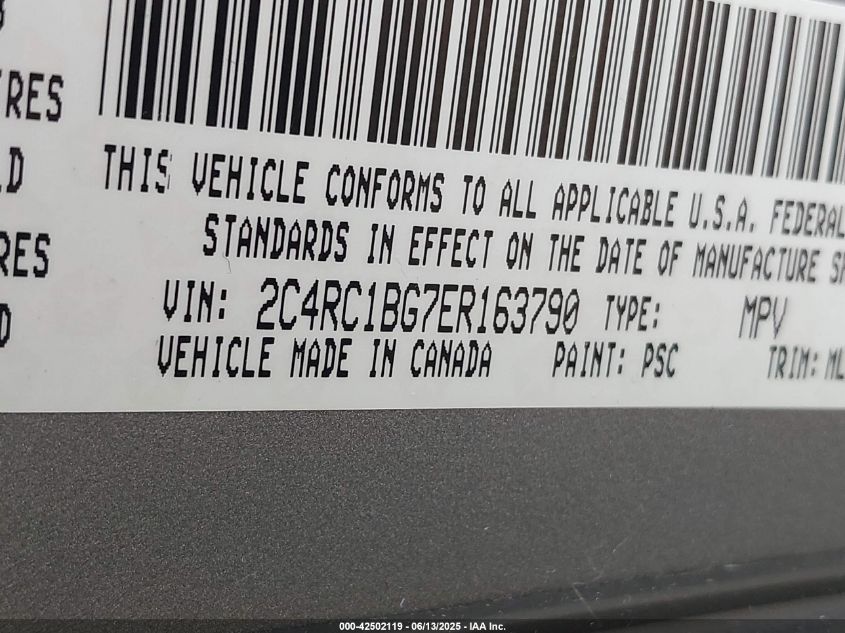 RES
THIS VEHICLE CONFORMS TO ALL APPLICABLE U.S.A. FEDERAL
STANDARDS IN EFFECT ON THE DATE OF MANUFACTURE
RES
VIN: 2C4RC1BG7ER163790 TYPE: MPV
VEHICLE MADE IN CANADA PAINT: PSC TRIM: ML
000-42502119 - 06/13/2025 - IAA Inc.